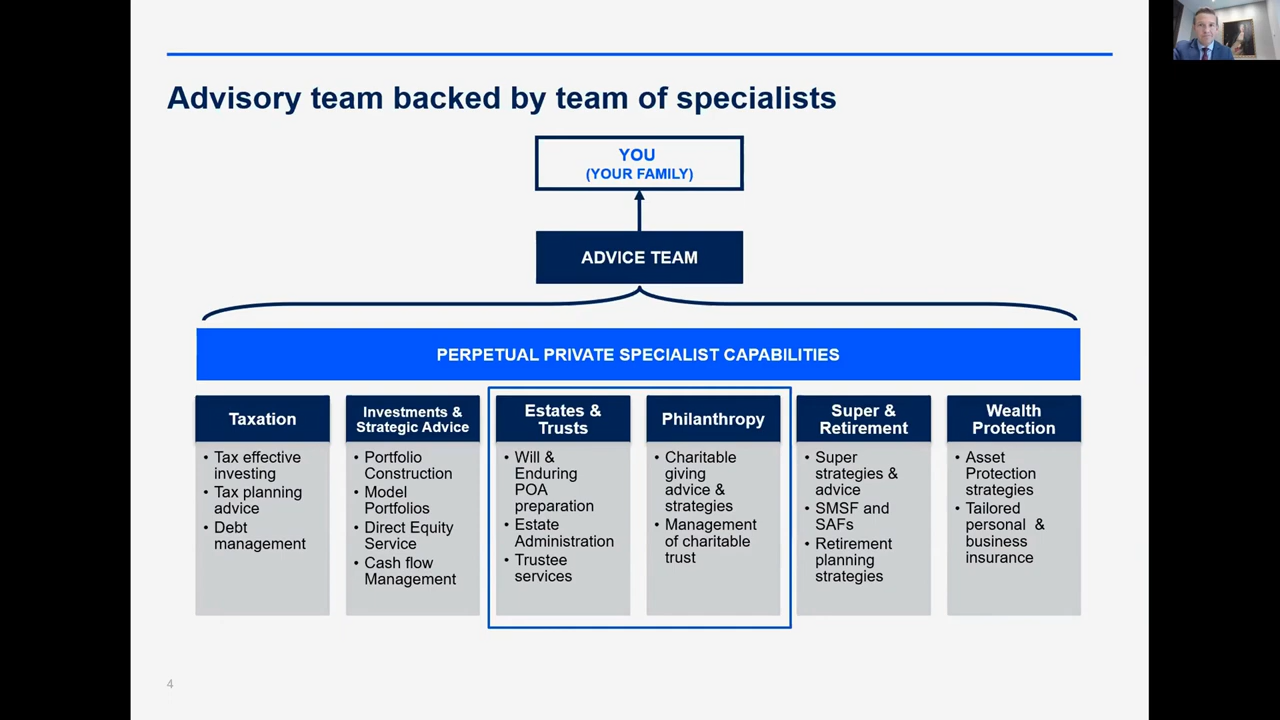 Advisory team backed by team of specialists
YOU
(YOUR FAMILY)
ADVICE TEAM
PERPETUAL PRIVATE SPECIALIST CAPABILITIES
Taxation
• Tax effective
investing
• Tax planning
advice
• Debt
management
Investments &
Strategic Advice
• Portfolio
Construction
• Model
Portfolios
• Direct Equity
Service
• Cash flow
Management
Estates &
Trusts
• Will &
Enduring
POA
preparation
• Estate
Administration
• Trustee
services
Philanthropy
• Charitable
giving
advice &
strategies
• Management
of charitable
trust
Super &
Retirement
• Super
strategies &
advice
• SMSF and
SAFs
• Retirement
planning
strategies
Wealth
Protection
• Asset
Protection
strategies
• Tailored
personal &
business
insurance
4